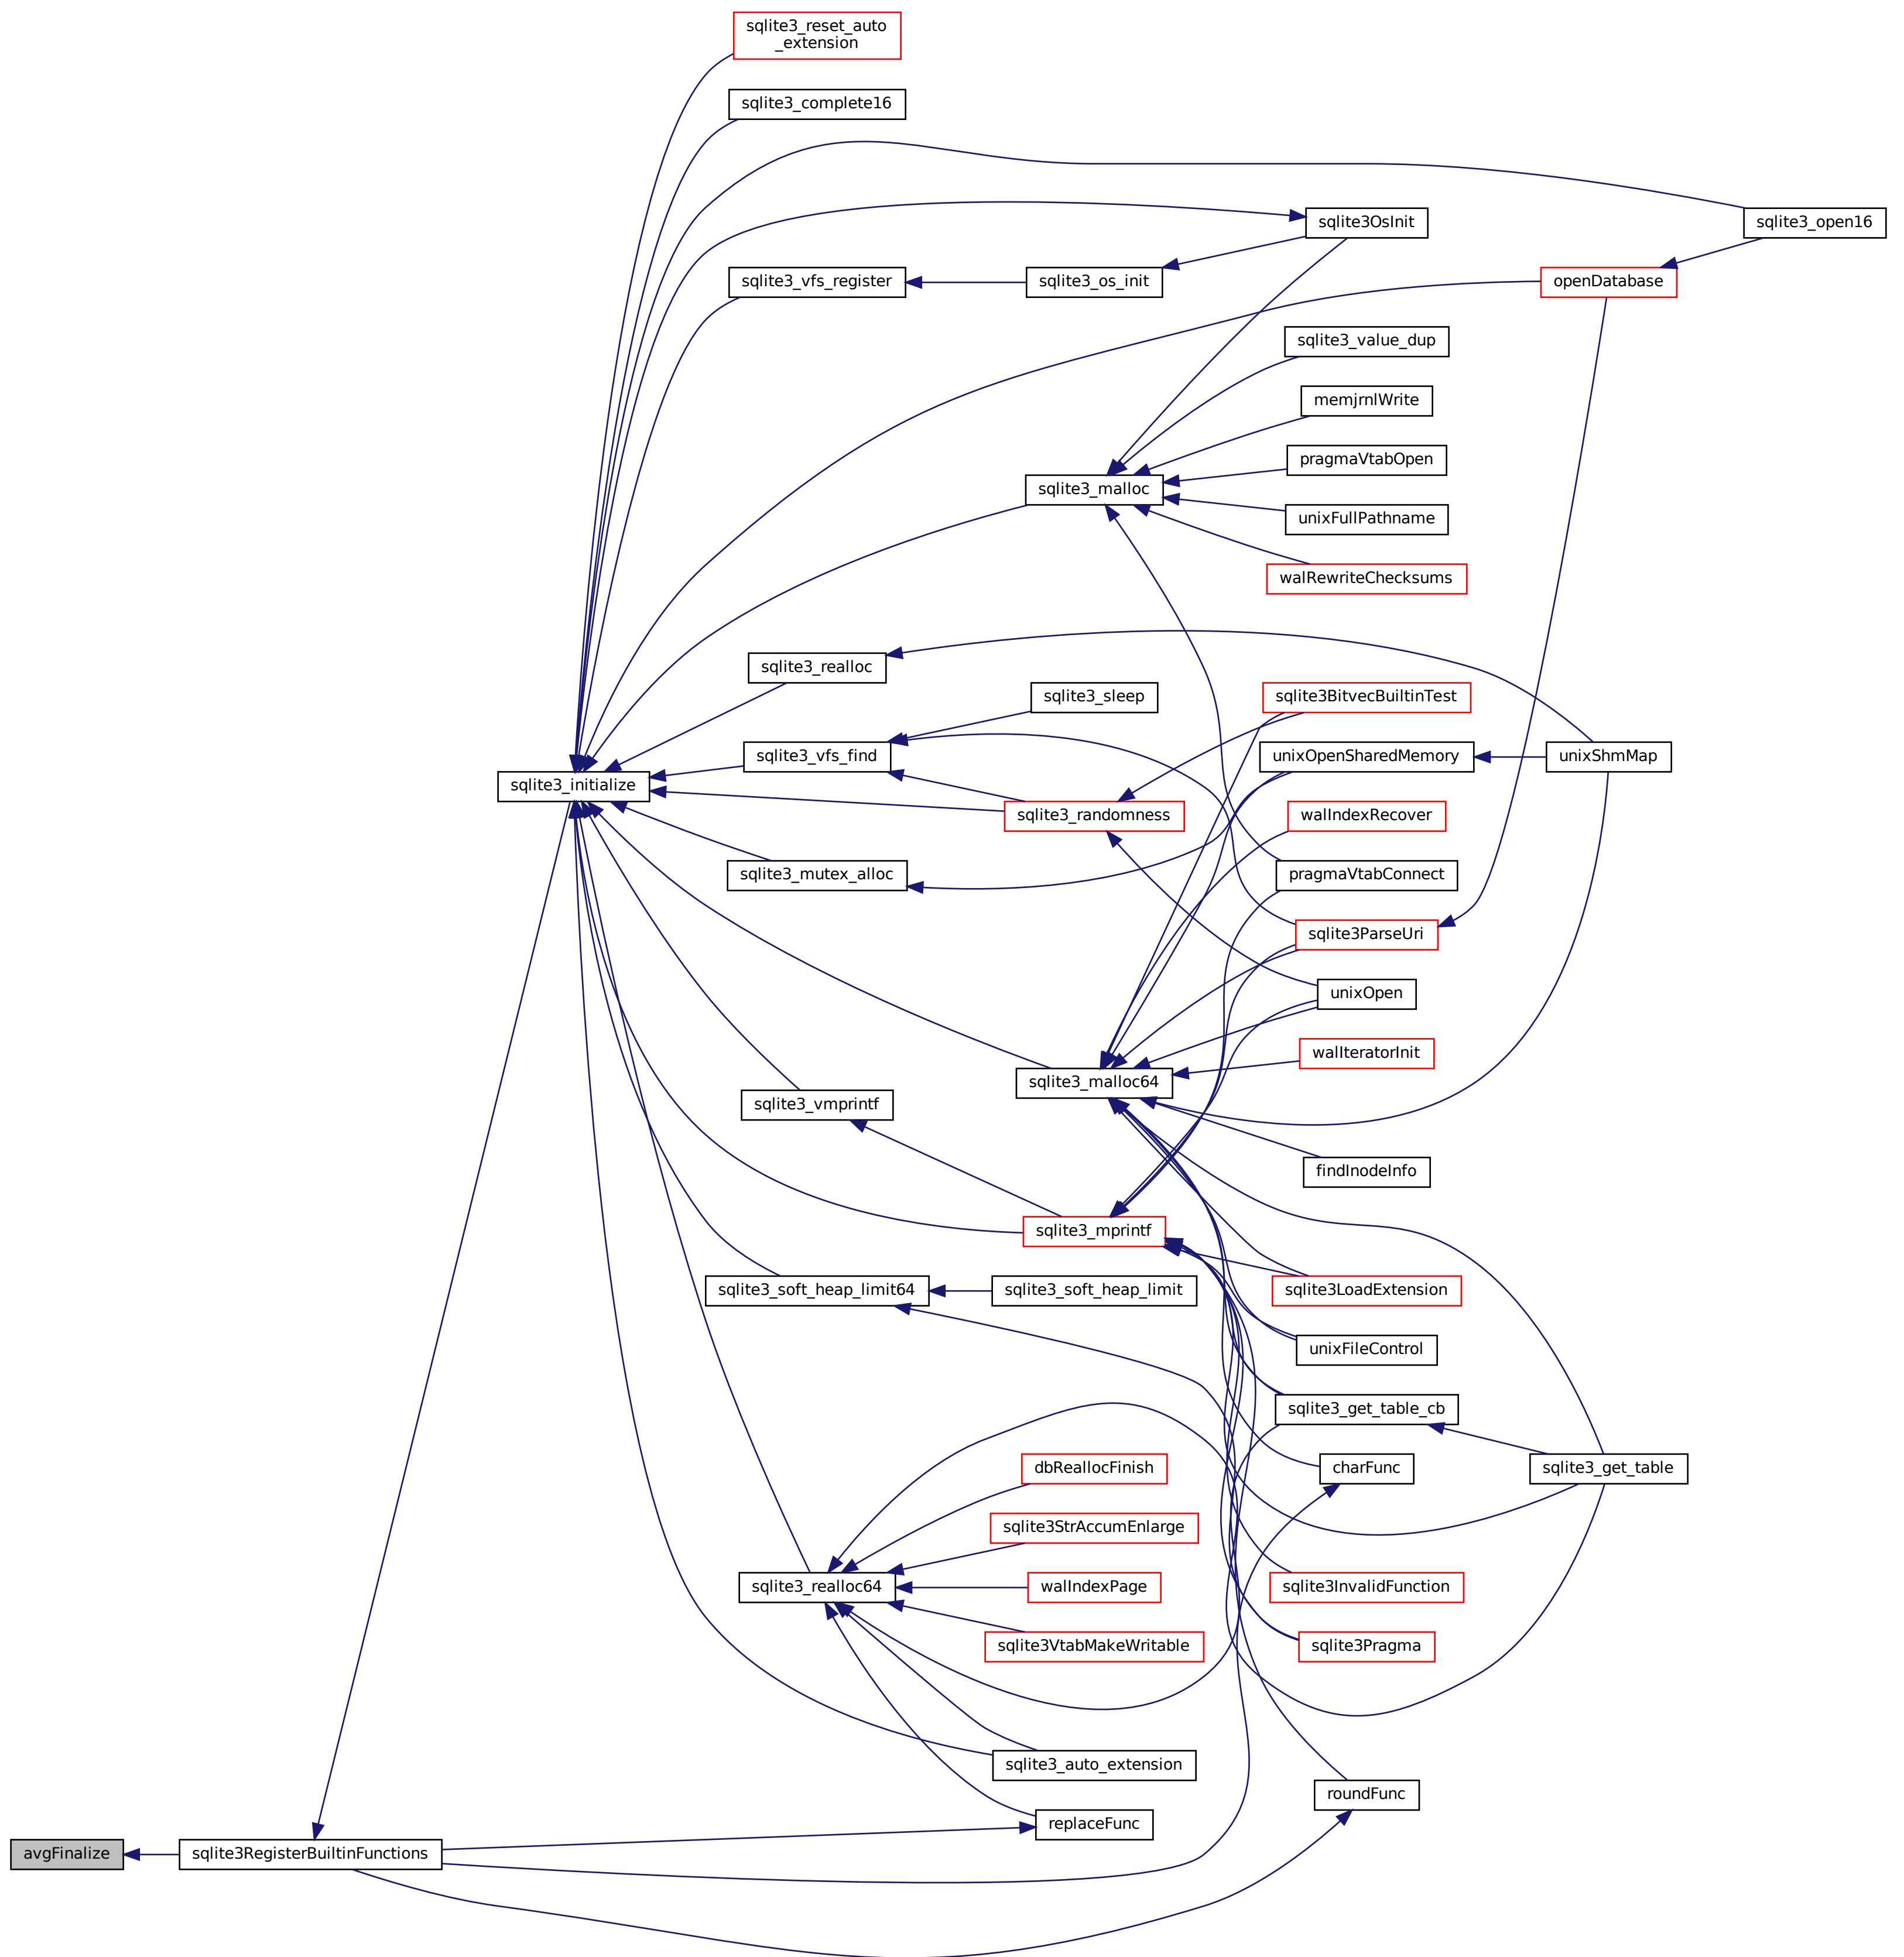 sqlite3_reset_auto
_extension
sqlite3_complete16
sqlite3OsInit
sqlite3_open16
sqlite3_vfs_register
sqlite3_os_init
openDatabase
sqlite3_value_dup
memjrnlWrite
pragmaVtabOpen
sqlite3_malloc
unixFullPathname
walRewriteChecksums
sqlite3_realloc
sqlite3_sleep
sqlite3BitvecBuiltinTest
sqlite3_vfs_find
unixOpenSharedMemory
unixShmMap
sqlite3_initialize
sqlite3_randomness
walIndexRecover
sqlite3_mutex_alloc
pragmaVtabConnect
sqlite3ParseUri
unixOpen
walIteratorInit
sqlite3_malloc64
sqlite3_vmprintf
findInodeInfo
sqlite3_mprintf
sqlite3_soft_heap_limit64
sqlite3_soft_heap_limit
sqlite3LoadExtension
unixFileControl
sqlite3_get_table_cb
dbReallocFinish
charFunc
sqlite3_get_table
sqlite3StrAccumEnlarge
sqlite3_realloc64
walIndexPage
sqlite3InvalidFunction
sqlite3VtabMakeWritable
sqlite3Pragma
sqlite3_auto_extension
roundFunc
replaceFunc
avgFinalize
sqlite3RegisterBuiltinFunctions